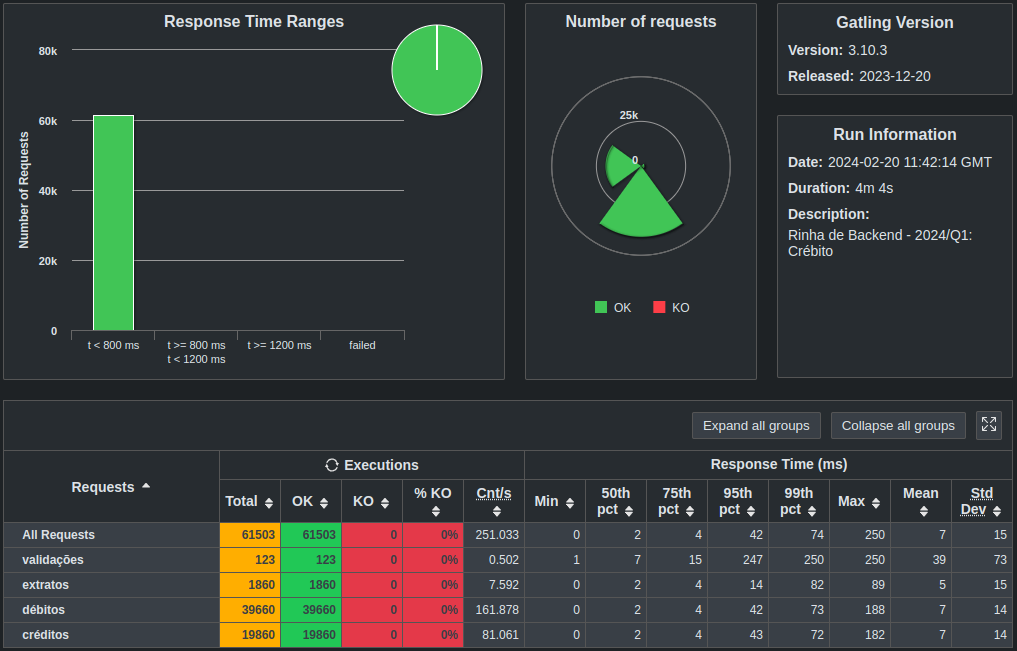 Response Time Ranges
80k
60k
40k
20k
0
Number of Requests
t < 800 ms
t >= 800 ms
t < 1200 ms
t >= 1200 ms
failed
Number of requests
25k
0
OK
KO
Gatling Version
Version: 3.10.3
Released: 2023-12-20
Run Information
Date: 2024-02-20 11:42:14 GMT
Duration: 4m 4s
Description:
Rinha de Backend - 2024/Q1:
Crébito
Expand all groups
Collapse all groups
Requests
Executions
Response Time (ms)
Total OK KO % KO Cnt/s Min 50th pct 75th pct 95th pct 99th pct Max Mean Std Dev
All Requests 61503 61503 0 0% 251.033 0 2 4 42 74 250 7 15
validações 123 123 0 0% 0.502 1 7 15 247 250 250 39 73
extratos 1860 1860 0 0% 7.592 0 2 4 14 82 89 5 15
débitos 39660 39660 0 0% 161.878 0 2 4 42 73 188 7 14
créditos 19860 19860 0 0% 81.061 0 2 4 43 72 182 7 14